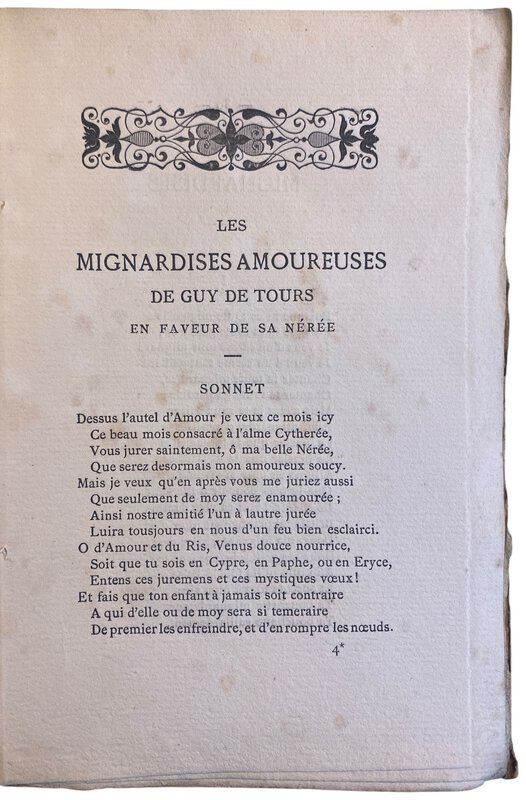 LES
MIGNARDISES AMOUREUSES
DE GUY DE TOURS
EN FAVEUR DE SA NÉRÉE
SONNET
Dessus l'autel d'Amour je veux ce mois icy
Ce beau mois consacré à l'alme Cytherée,
Vous jurer saintement, ô ma belle Nérée,
Que serez desormais mon amoureux soucy.
Mais je veux qu'en après vous me juriez aussi
Que seulement de moy serez enamourée ;
Ainsi nostre amitié l'un à lautre jurée
Luira tousjours en nous d'un feu bien esclairci.
O d'Amour et du Ris, Venus douce nourrice,
Soit que tu sois en Cypre, en Paphe, ou en Eryce,
Entens ces juremens et ces mystiques vœux !
Et fais que ton enfant à jamais soit contraire
A qui d'elle ou de moy sera si temeraire
De premier les enfreindre, et d'en rompre les nœuds.
4*